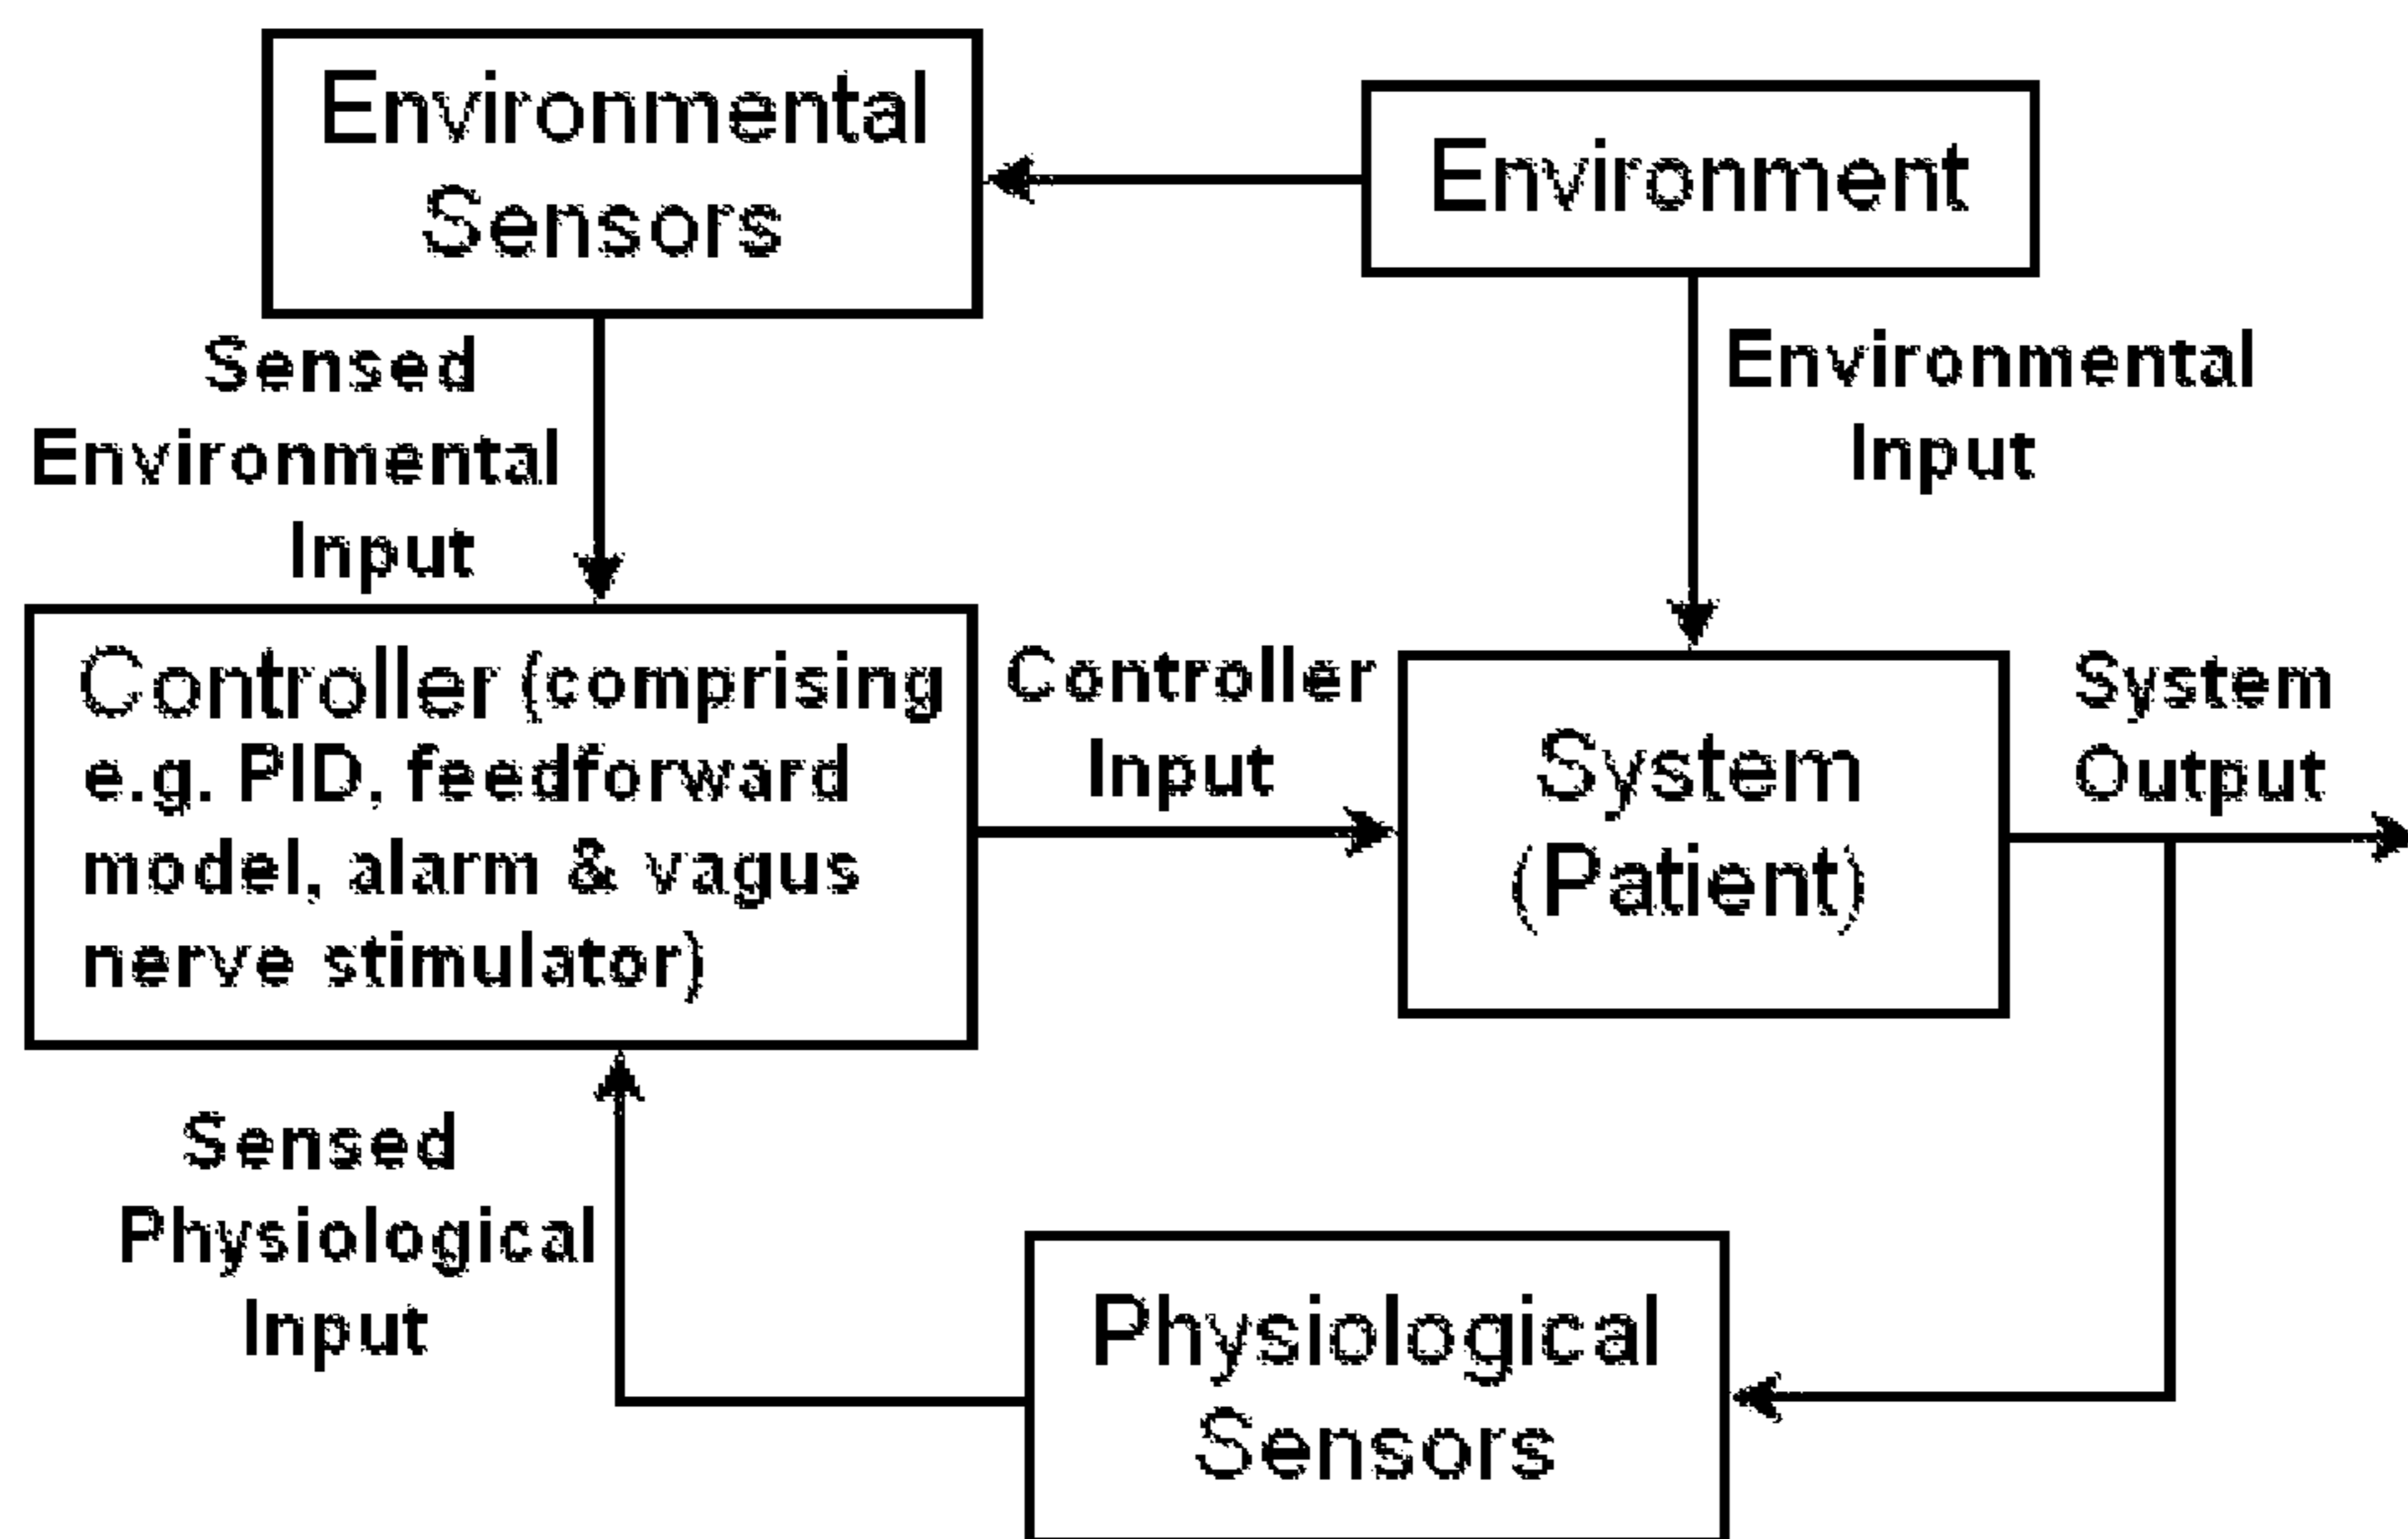 Environmental
Sensors
Environment
Sensed
Environmental
Input
Environmental
Input
Controller (comprising
e.g. PID, feedforward
model, alarm & vagus
nerve stimulator)
Controller
Input
System
(Patient)
System
Output
Sensed
Physiological
Input
Physiological
Sensors